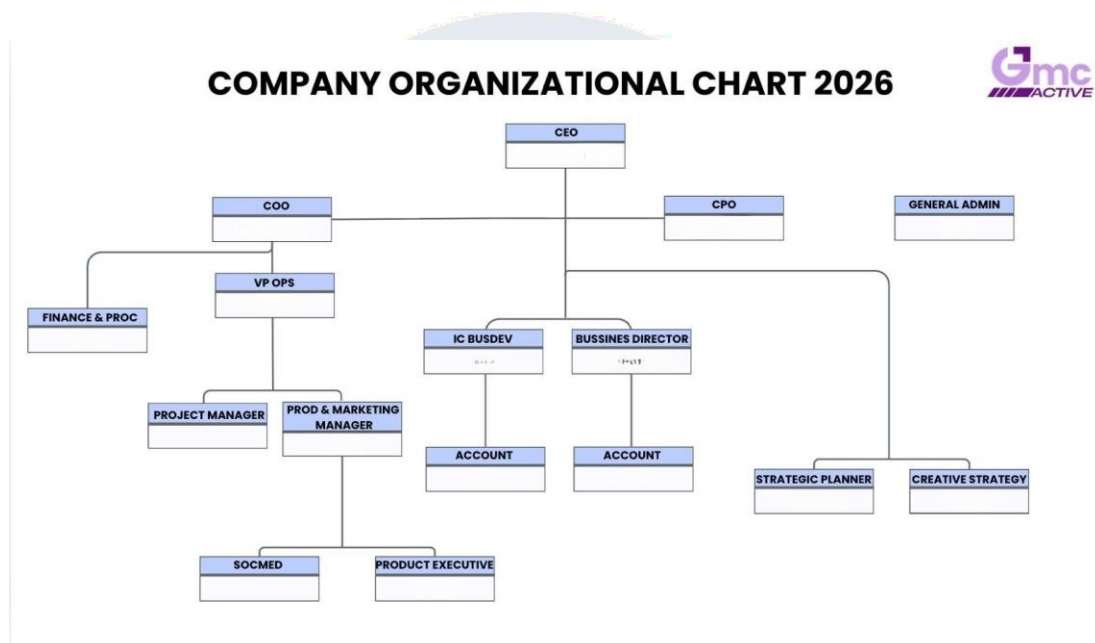 COMPANY ORGANIZATIONAL CHART 2026
Gmc
ACTIVE
CEO
COO
CPO
GENERAL ADMIN
VP OPS
FINANCE & PROC
IC BUSDEV
BUSSINES DIRECTOR
PROJECT MANAGER
PROD & MARKETING
MANAGER
ACCOUNT
ACCOUNT
STRATEGIC PLANNER
CREATIVE STRATEGY
SOCMED
PRODUCT EXECUTIVE